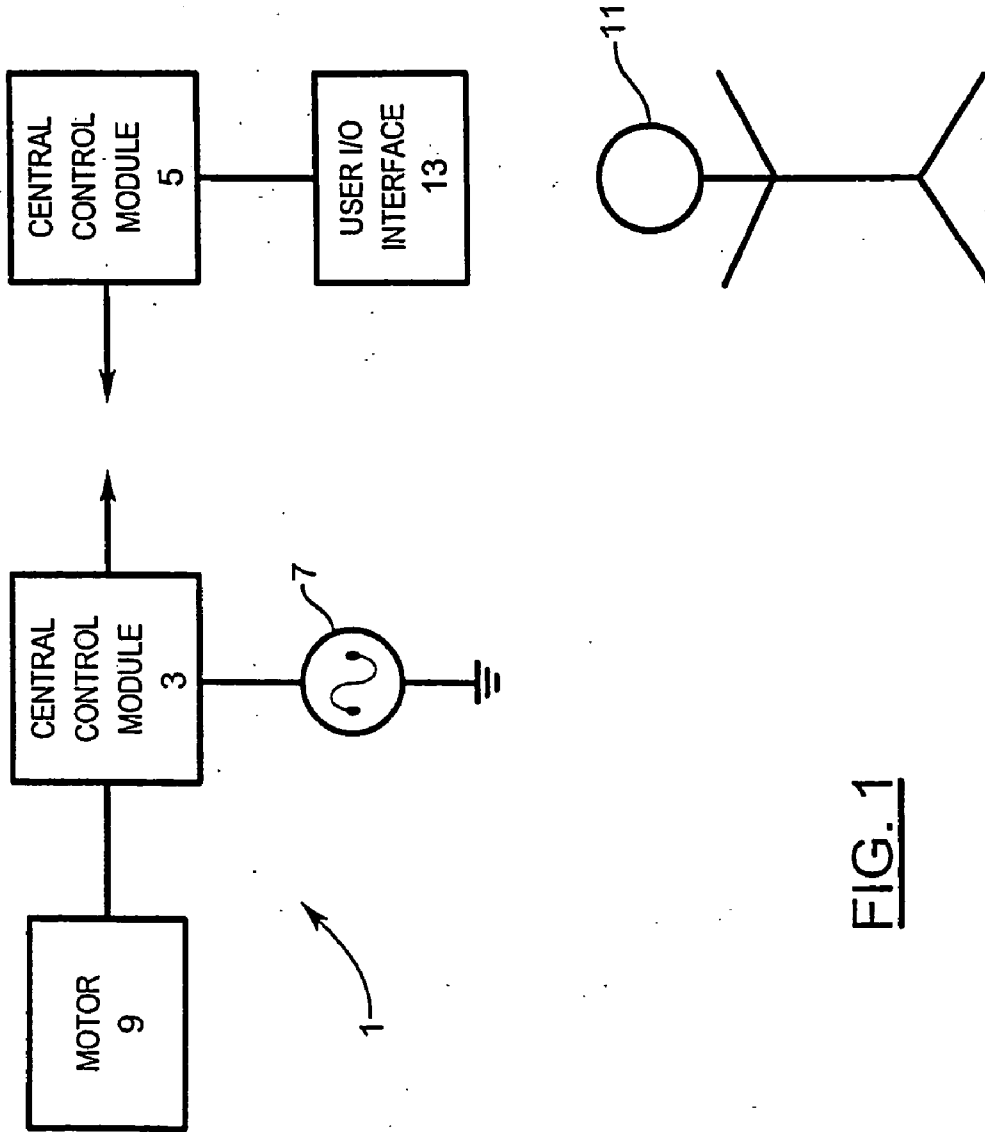 MOTOR
9
CENTRAL
CONTROL
MODULE
3
CENTRAL
CONTROL
MODULE
5
7
USER I/O
INTERFACE
13
1
11
FIG. 1